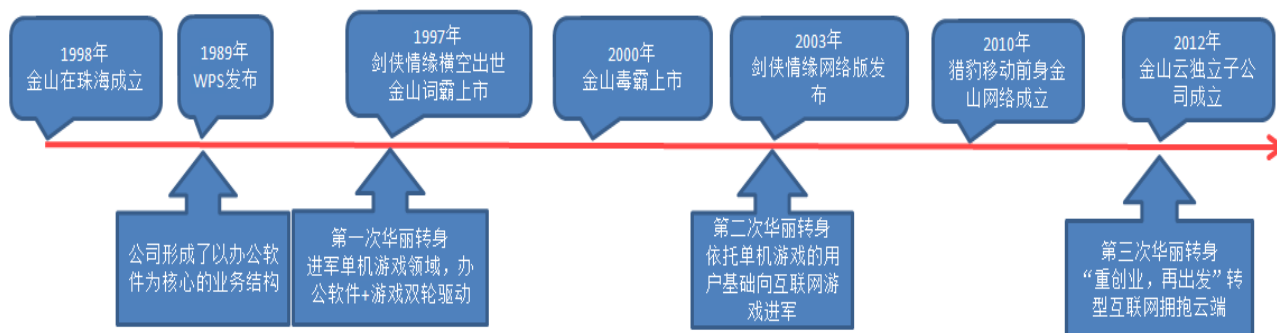 1998年
金山在珠海成立
1989年
WPS发布
1997年
剑侠情缘横空出世
金山词霸上市
2000年
金山毒霸上市
2003年
剑侠情缘网络版发
布
2010年
猎豹移动前身金
山网络成立
2012年
金山云独立子公
司成立
公司形成了以办公软
件为核心的业务结构
第一次华丽转身
进军单机游戏领域，办
公软件+游戏双轮驱动
第二次华丽转身
依托单机游戏的用
户基础向互联网游
戏进军
第三次华丽转身
“重创业，再出发”转
型互联网拥抱云端